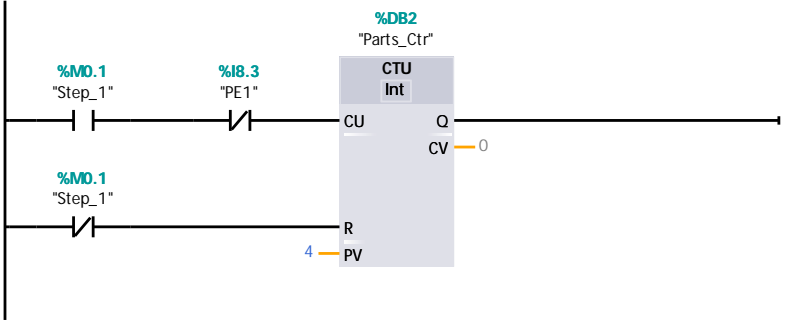 %DB2
"Parts_Ctr"
%M0.1
"Step_1"
%I8.3
"PE1"
CTU
Int
CU
Q
CV
0
%M0.1
"Step_1"
R
4
PV